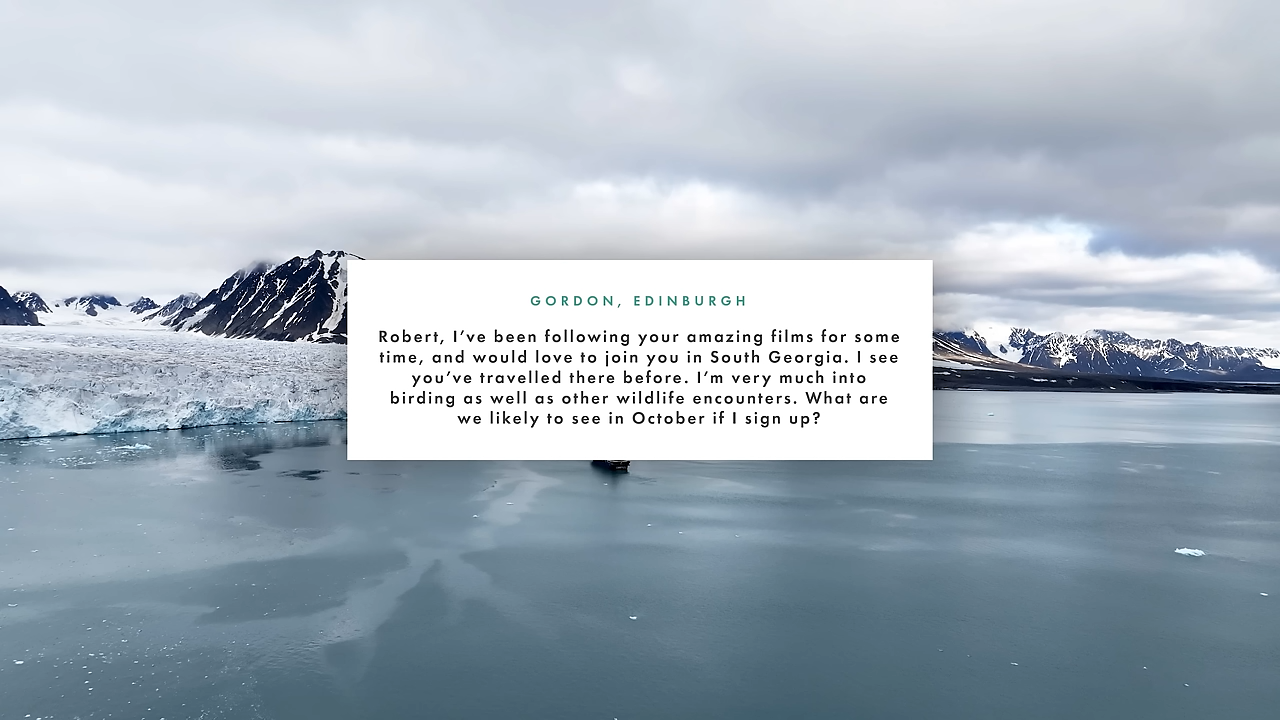 GORDON, EDINBURGH
Robert, I’ve been following your amazing films for some
time, and would love to join you in South Georgia. I see
you’ve travelled there before. I’m very much into
birding as well as other wildlife encounters. What are
we likely to see in October if I sign up?